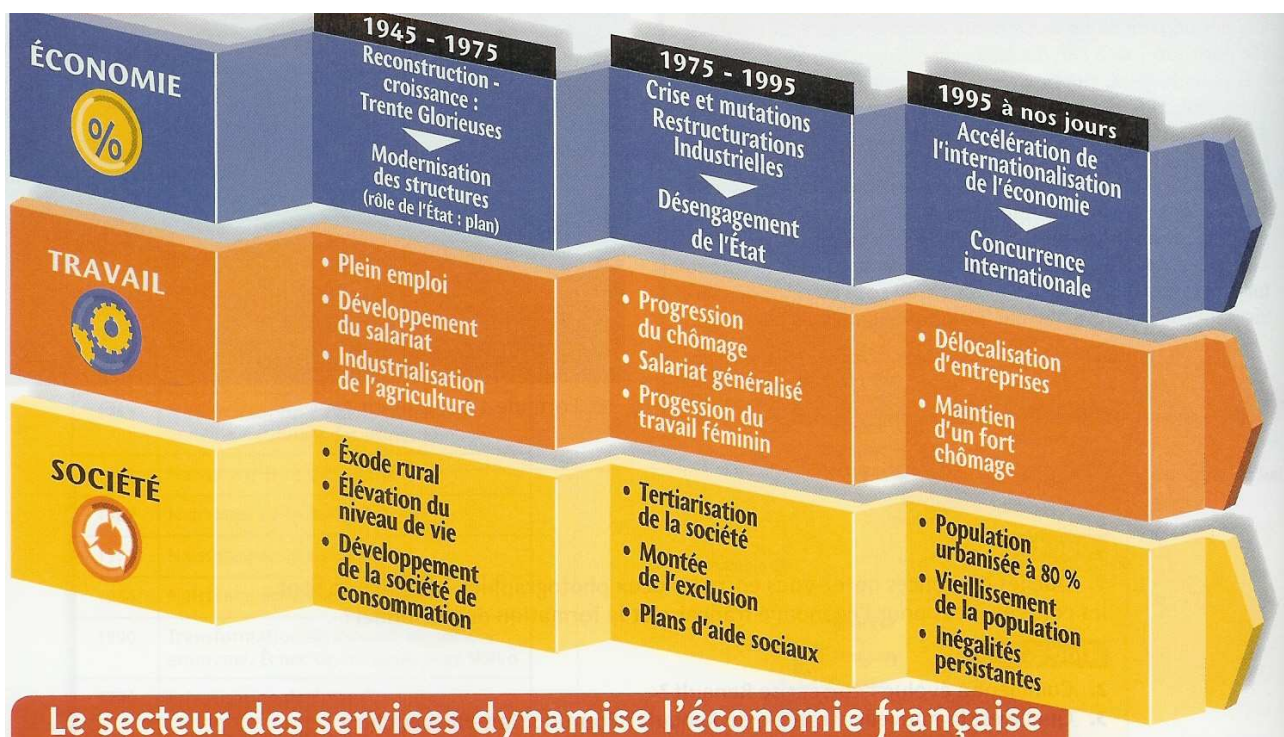 ÉCONOMIE
%
1945 - 1975
Reconstruction -
croissance :
Trente Glorieuses
Modernisation
des structures
(rôle de l'État : plan)
1975 - 1995
Crise et mutations
Restructurations
Industrielles
Désengagement
de l'État
1995 à nos jours
Accélération de
l'internationalisation
de l'économie
Concurrence
internationale
TRAVAIL
• Plein emploi
• Développement
du salariat
• Industrialisation
de l'agriculture
• Progression
du chômage
• Salariat généralisé
• Progession du
travail féminin
• Délocalisation
d'entreprises
• Maintien
d'un fort
chômage
SOCIÉTÉ
• Éxode rural
• Élévation du
niveau de vie
• Développement
de la société de
consommation
• Tertiarisation
de la société
• Montée
de l'exclusion
• Plans d'aide sociaux
• Population
urbanisée à 80 %
• Vieillissement
de la population
• Inégalités
persistantes
Le secteur des services dynamise l'économie française